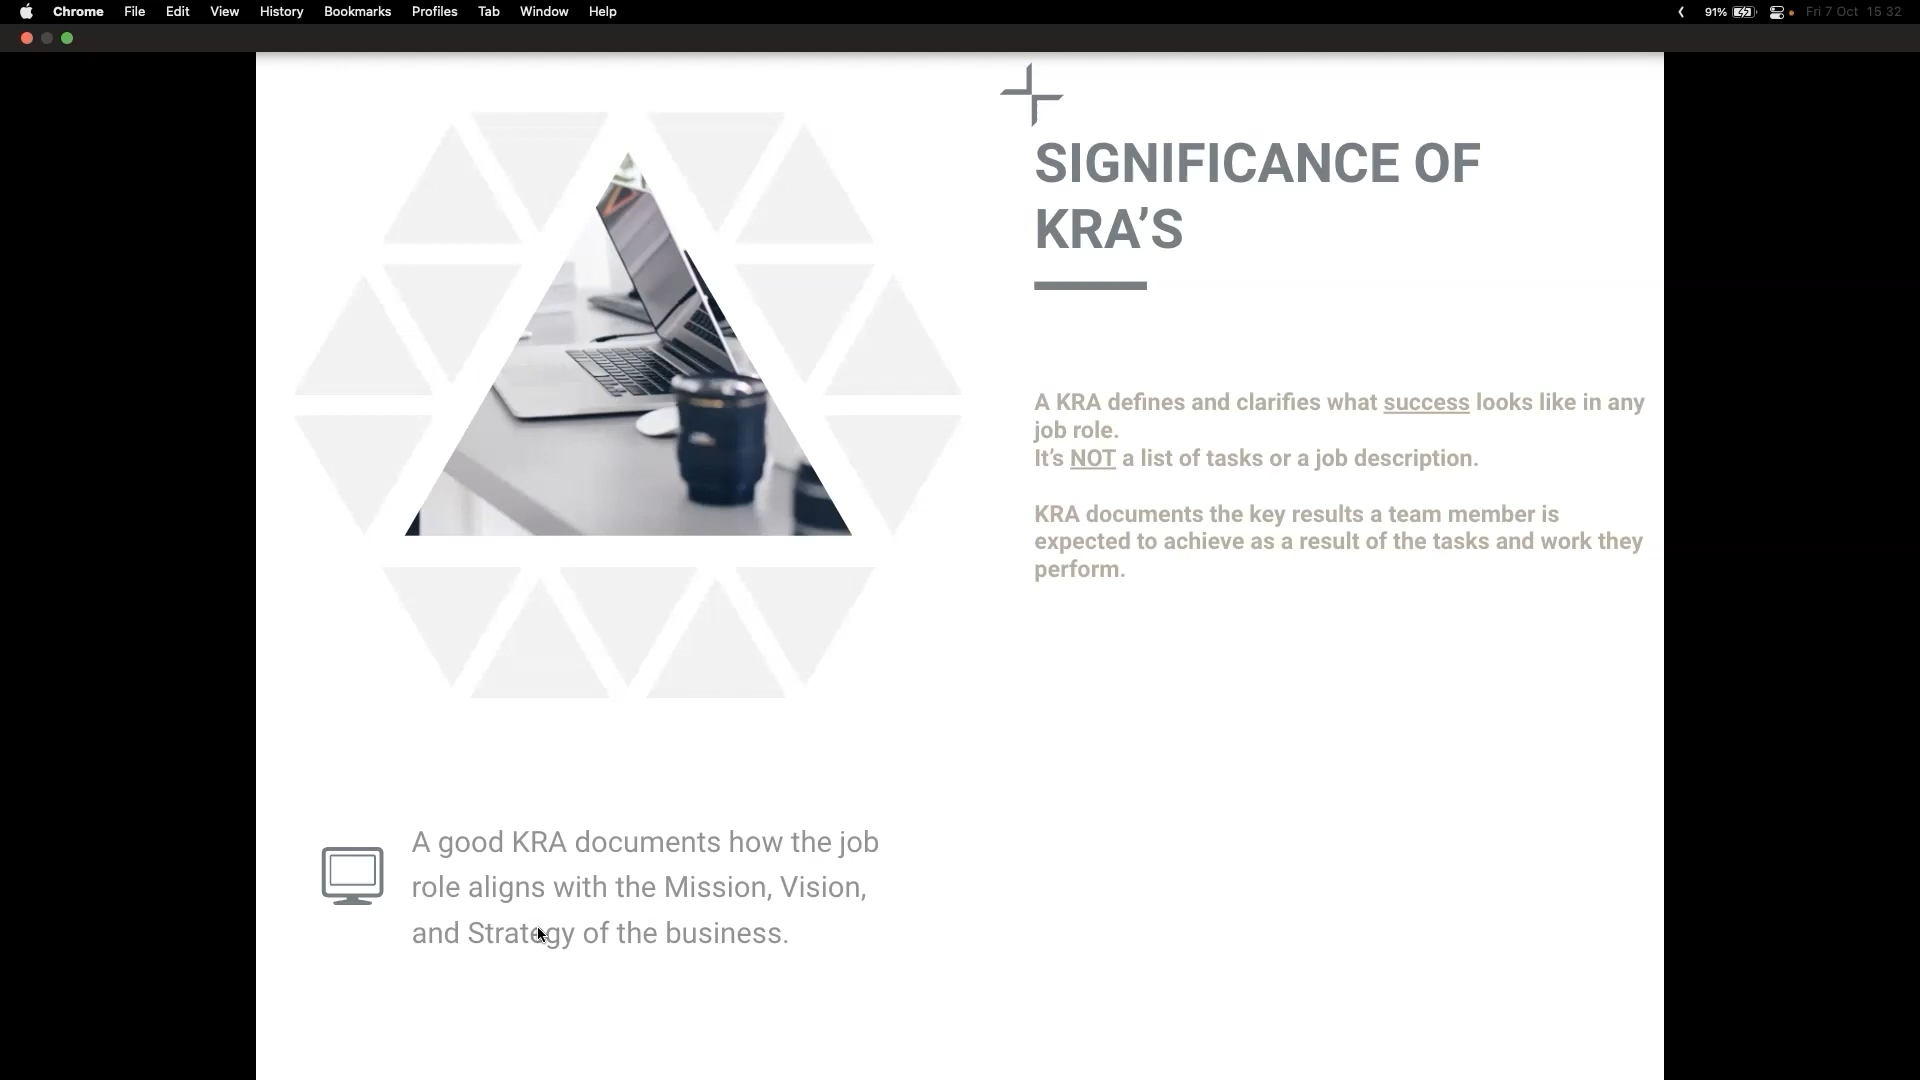 Chrome File Edit View History Bookmarks Profiles Tab Window Help 91% Fri 7 Oct 15 32
SIGNIFICANCE OF
KRA’S
A KRA defines and clarifies what success looks like in any
job role.
It’s NOT a list of tasks or a job description.
KRA documents the key results a team member is
expected to achieve as a result of the tasks and work they
perform.
A good KRA documents how the job
role aligns with the Mission, Vision,
and Strategy of the business.